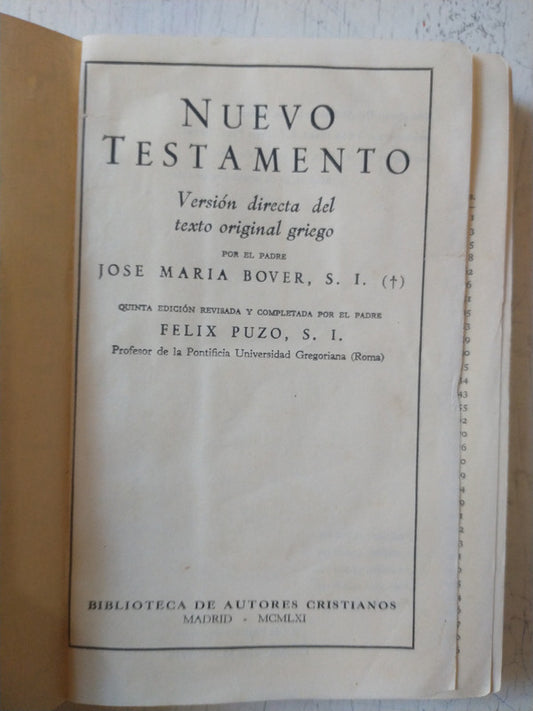 NUEVO
TESTAMENTO
Versión directa del
texto original griego
POR EL PADRE
JOSE MARIA BOVER, S. I. (†)
QUINTA EDICIÓN REVISADA Y COMPLETADA POR EL PADRE
FELIX PUZO, S. I.
Profesor de la Pontificia Universidad Gregoriana (Roma)
BIBLIOTECA DE AUTORES CRISTIANOS
MADRID - MCMLXI